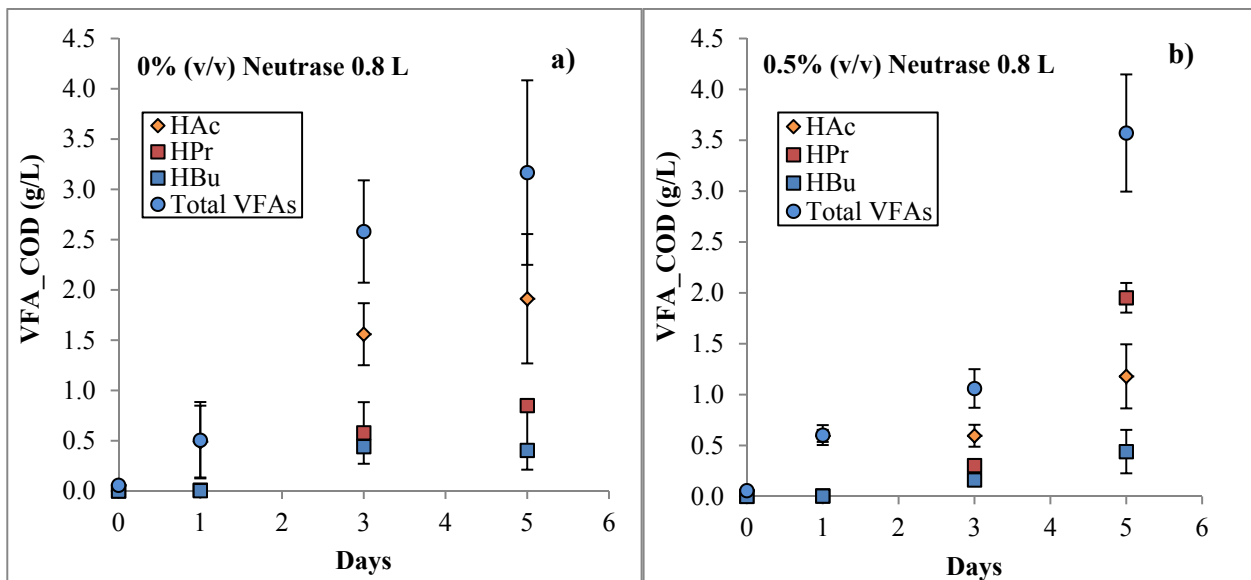 0% (v/v) Neutrase 0.8 L
a)
HAc
HPr
HBu
Total VFAs
VFA_COD (g/L)
4.5
4.0
3.5
3.0
2.5
2.0
1.5
1.0
0.5
0.0
0 1 2 3 4 5 6
Days
0.5% (v/v) Neutrase 0.8 L
b)
HAc
HPr
HBu
Total VFAs
VFA_COD (g/L)
4.5
4.0
3.5
3.0
2.5
2.0
1.5
1.0
0.5
0.0
0 1 2 3 4 5 6
Days